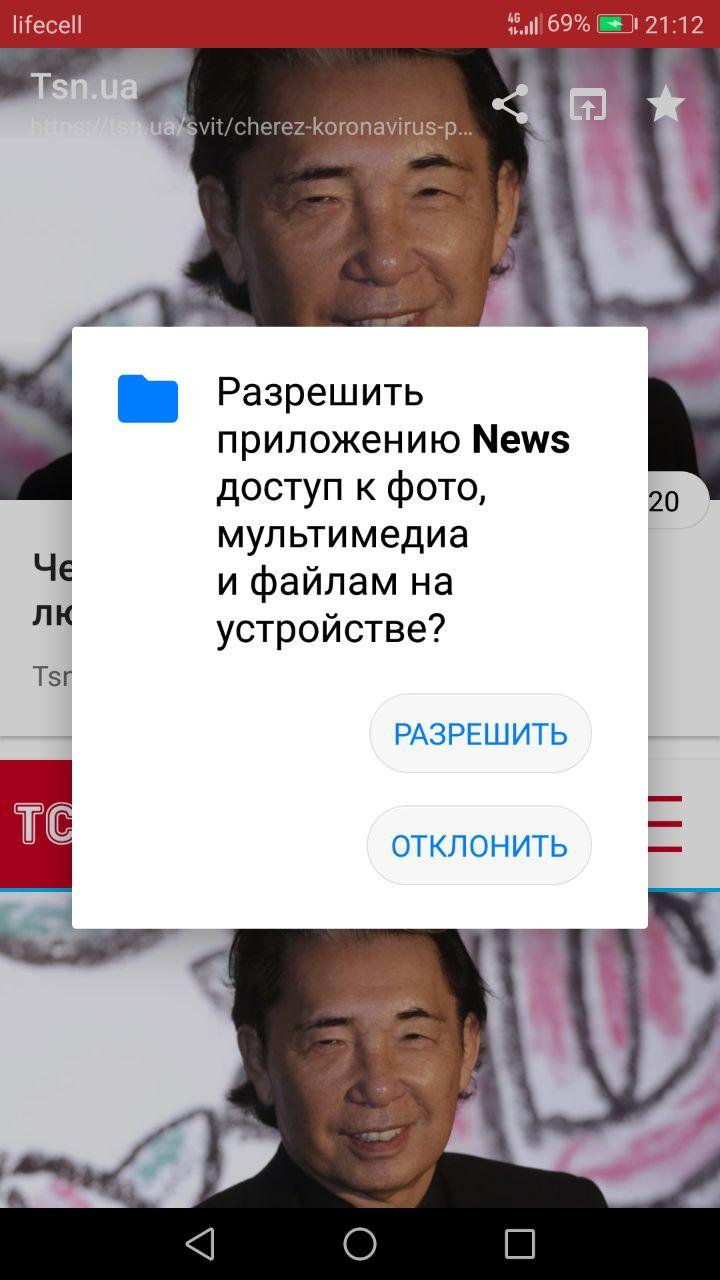 lifecell
4G 69% 21:12
Tsn.ua
https://tsn.ua/svit/cherez-koronavirus-p…
Разрешить
приложению News
доступ к фото,
мультимедиа
и файлам на
устройстве?
20
Че
лю
Tsn
РАЗРЕШИТЬ
ТС
ОТКЛОНИТЬ